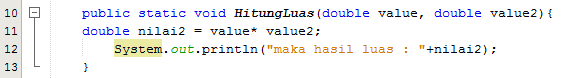 10 public static void HitungLuas(double value, double value2){
11 double nilai2 = value* value2;
12 System.out.println("maka hasil luas : "+nilai2);
13 }